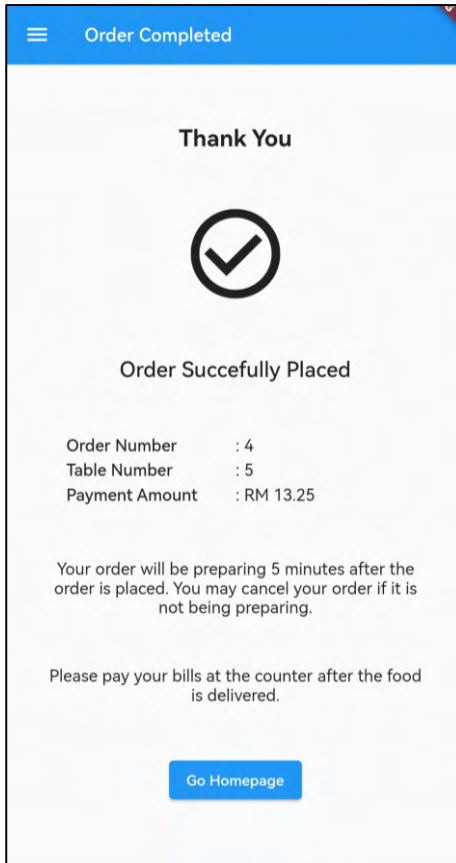 Order Completed
Thank You
Order Succefully Placed
Order Number : 4
Table Number : 5
Payment Amount : RM 13.25
Your order will be preparing 5 minutes after the
order is placed. You may cancel your order if it is
not being preparing.
Please pay your bills at the counter after the food
is delivered.
Go Homepage